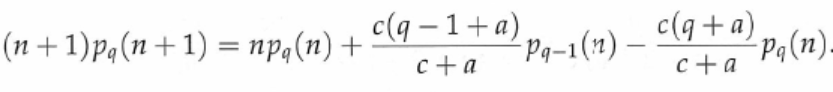 (n + 1)p_q(n + 1) = np_q(n) + \frac{c(q − 1 + a)}{c + a} p_{q−1}(n) − \frac{c(q + a)}{c + a} p_q(n).